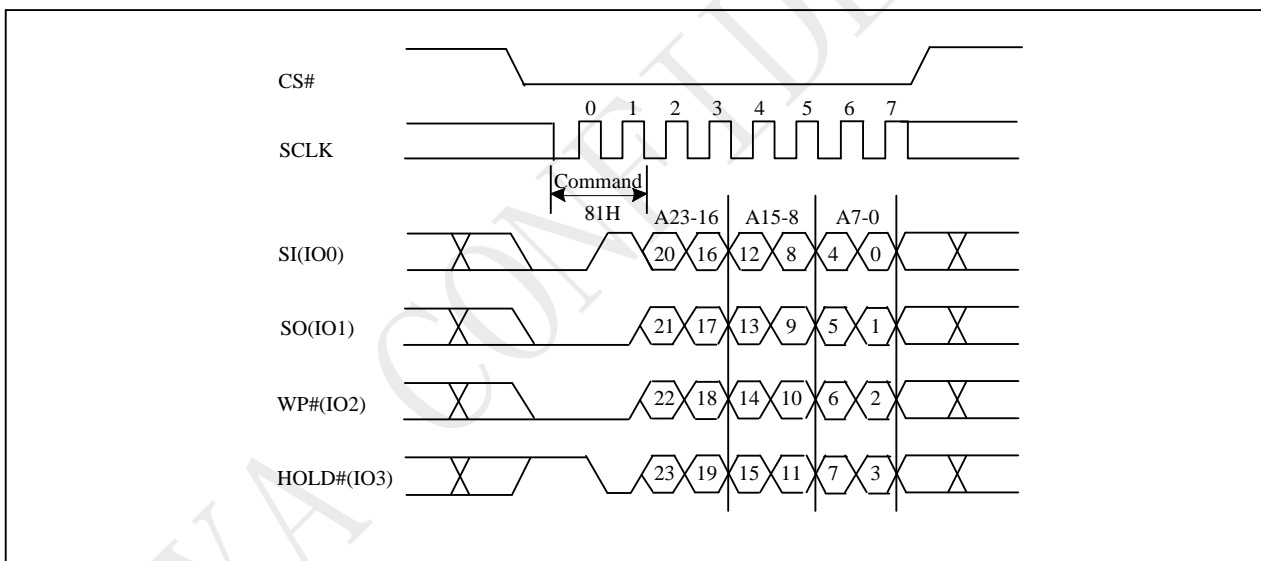 CS#
0 1 2 3 4 5 6 7
SCLK
Command
81H
A23-16 A15-8 A7-0
SI(IO0) 20 16 12 8 4 0
SO(IO1) 21 17 13 9 5 1
WP#(IO2) 22 18 14 10 6 2
HOLD#(IO3) 23 19 15 11 7 3
VA CONFIDE